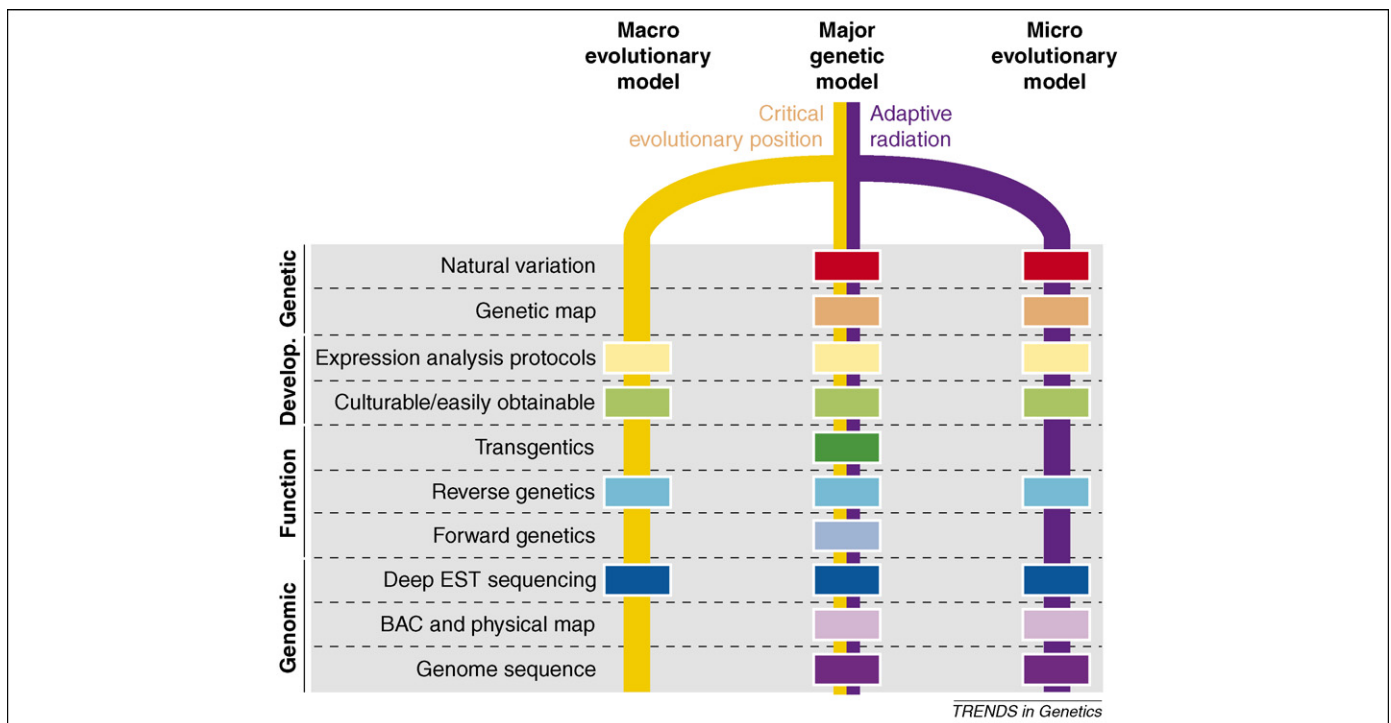 Macro
evolutionary
model
Major
genetic
model
Micro
evolutionary
model
Critical
evolutionary position
Adaptive
radiation
Genetic
Natural variation
Genetic map
Develop.
Expression analysis protocols
Culturable/easily obtainable
Function
Transgentics
Reverse genetics
Forward genetics
Genomic
Deep EST sequencing
BAC and physical map
Genome sequence
TRENDS in Genetics